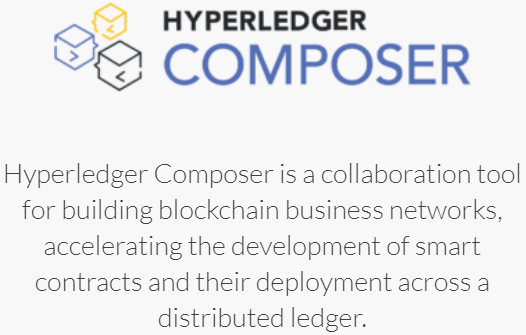 HYPERLEDGER
COMPOSER
Hyperledger Composer is a collaboration tool
for building blockchain business networks,
accelerating the development of smart
contracts and their deployment across a
distributed ledger.